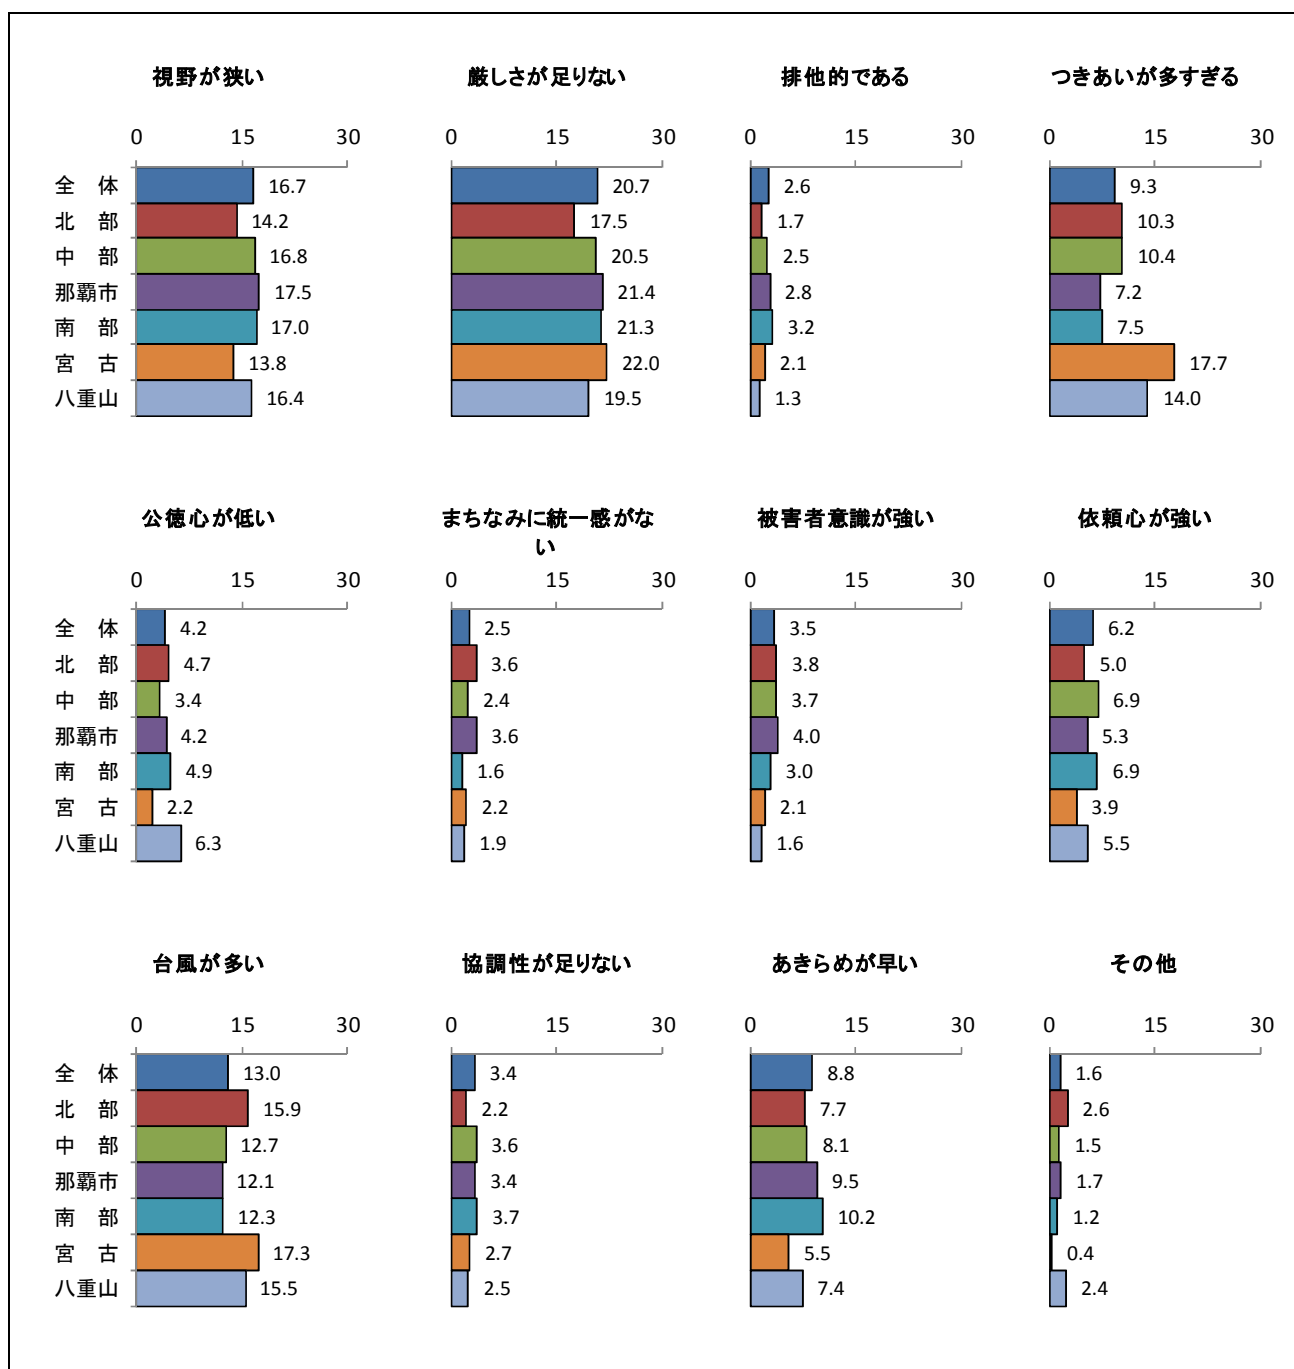 視野が狭い 厳しさが足りない 排他的である つきあいが多すぎる
0 15 30 0 15 30 0 15 30 0 15 30
全 体 16.7 20.7 2.6 9.3
北 部 14.2 17.5 1.7 10.3
中 部 16.8 20.5 2.5 10.4
那覇市 17.5 21.4 2.8 7.2
南 部 17.0 21.3 3.2 7.5
宮 古 13.8 22.0 2.1 17.7
八重山 16.4 19.5 1.3 14.0
公徳心が低い まちなみに統一感がな 被害者意識が強い 依頼心が強い
い
0 15 30 0 15 30 0 15 30 0 15 30
全 体 4.2 2.5 3.5 6.2
北 部 4.7 3.6 3.8 5.0
中 部 3.4 2.4 3.7 6.9
那覇市 4.2 3.6 4.0 5.3
南 部 4.9 1.6 3.0 6.9
宮 古 2.2 2.2 2.1 3.9
八重山 6.3 1.9 1.6 5.5
台風が多い 協調性が足りない あきらめが早い その他
0 15 30 0 15 30 0 15 30 0 15 30
全 体 13.0 3.4 8.8 1.6
北 部 15.9 2.2 7.7 2.6
中 部 12.7 3.6 8.1 1.5
那覇市 12.1 3.4 9.5 1.7
南 部 12.3 3.7 10.2 1.2
宮 古 17.3 2.7 5.5 0.4
八重山 15.5 2.5 7.4 2.4